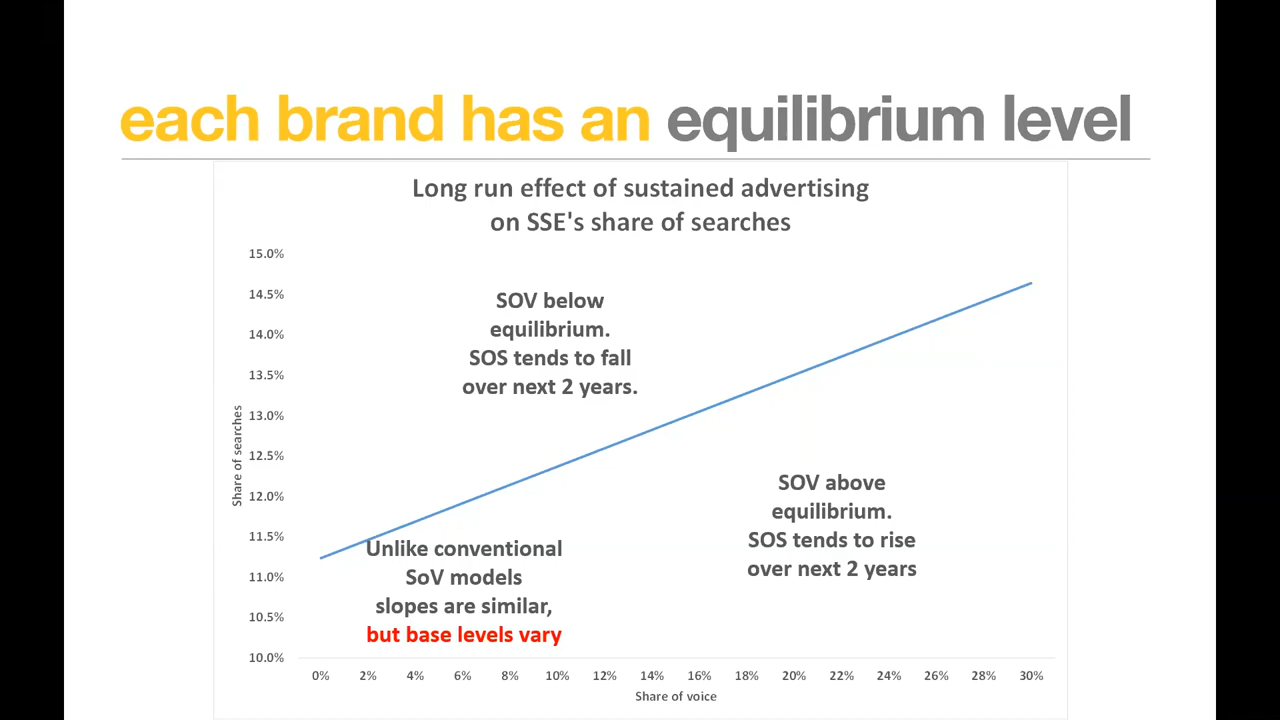 each brand has an equilibrium level
Long run effect of sustained advertising
on SSE's share of searches
15.0%
14.5%
14.0%
13.5%
13.0%
12.5%
12.0%
11.5%
11.0%
10.5%
10.0%
Share of searches
SOV below
equilibrium.
SOS tends to fall
over next 2 years.
SOV above
equilibrium.
SOS tends to rise
over next 2 years
Unlike conventional
SoV models
slopes are similar,
but base levels vary
0% 2% 4% 6% 8% 10% 12% 14% 16% 18% 20% 22% 24% 26% 28% 30%
Share of voice